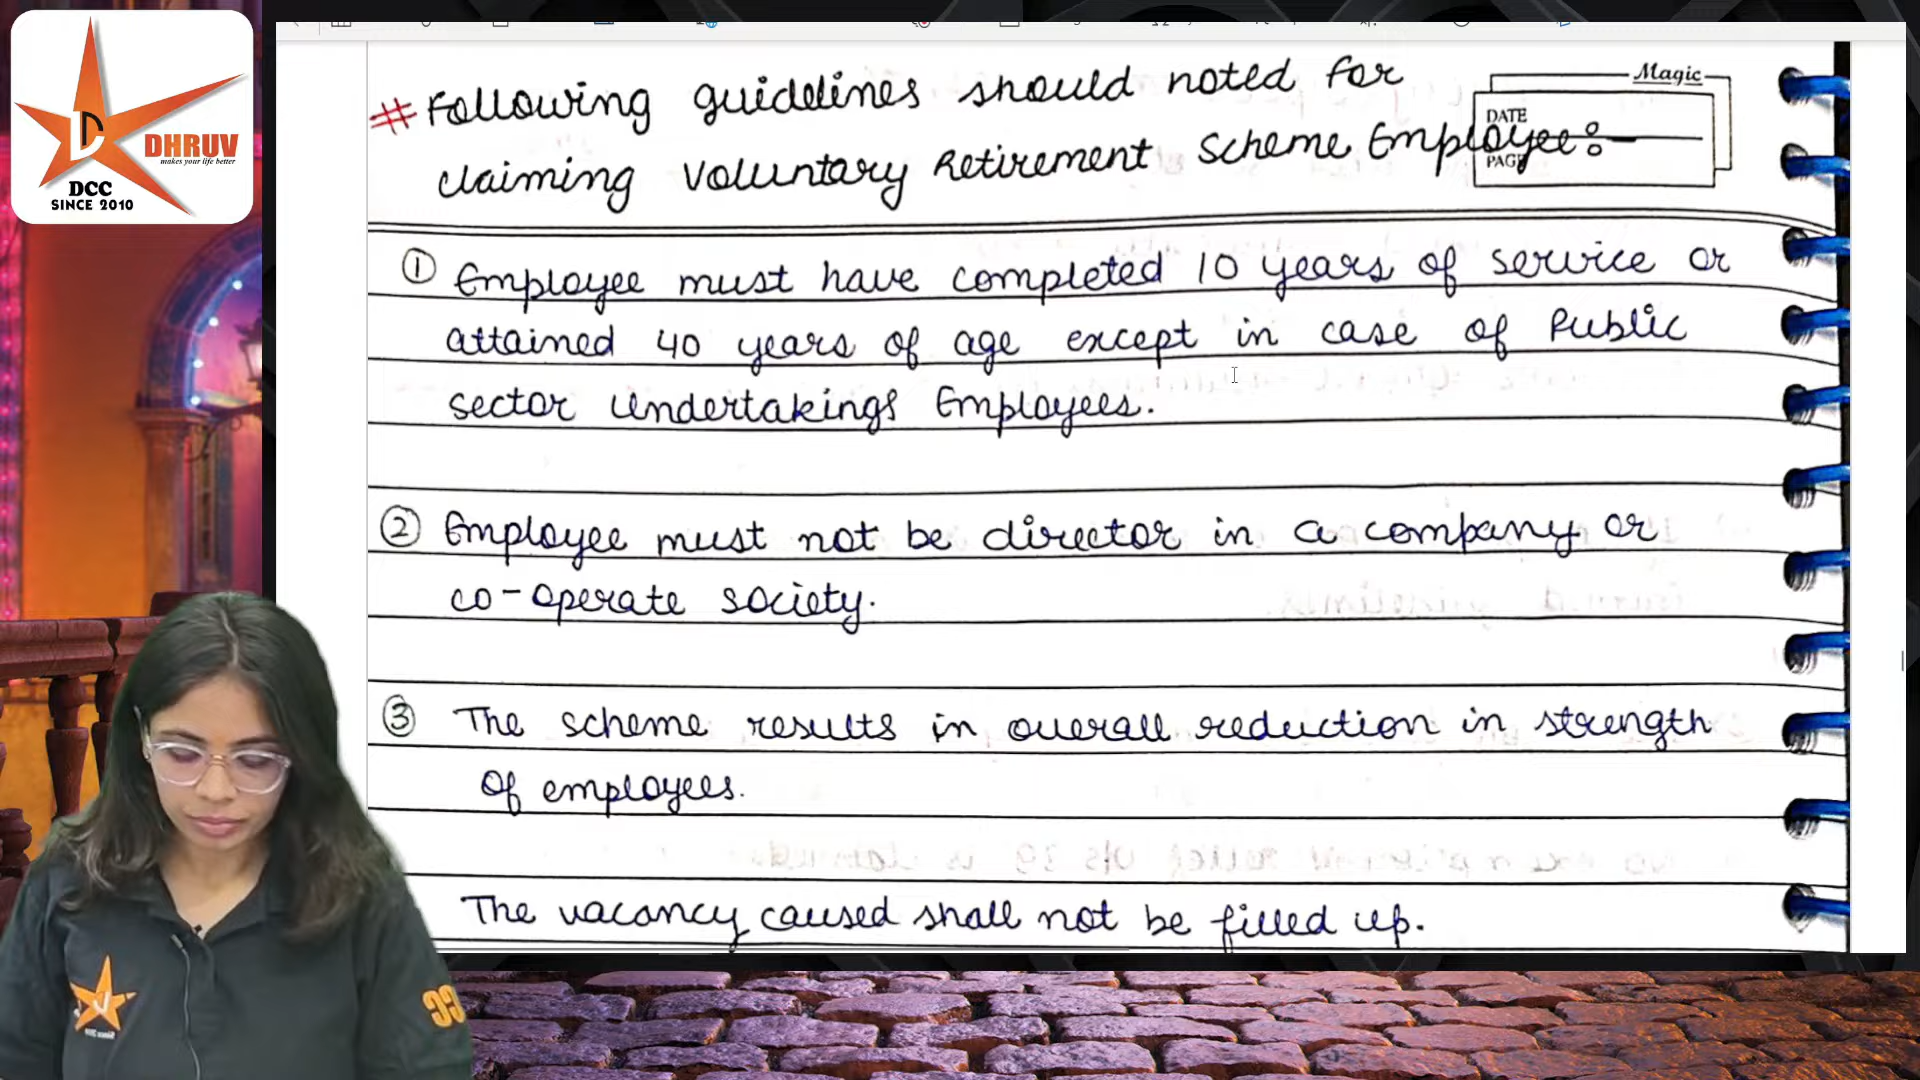 DC
DHRUV
makes your life better
DCC
SINCE 2010
Magic
DATE
PAGE
# Following guidelines should noted for
claiming Voluntary Retirement Scheme Employee:-
① Employee must have completed 10 years of service or
attained 40 years of age except in case of Public
sector undertakings Employees.
② Employee must not be director in a company or
co-operate society.
③ The scheme results in overall reduction in strength
of employees.
The vacancy caused shall not be filled up.